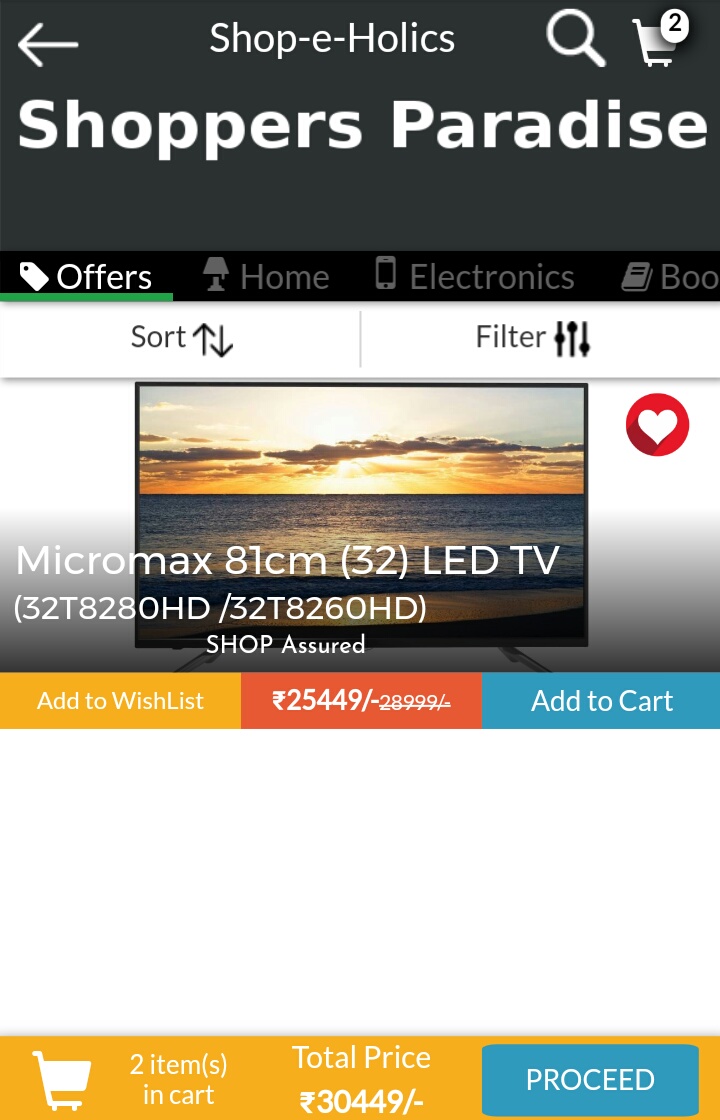 Shop-e-Holics
2
Shoppers Paradise
Offers Home Electronics Boo
Sort Filter
Micromax 81cm (32) LED TV
(32T8280HD /32T8260HD)
SHOP Assured
Add to WishList ₹25449/-28999/- Add to Cart
2 item(s)
in cart
Total Price
₹30449/-
PROCEED